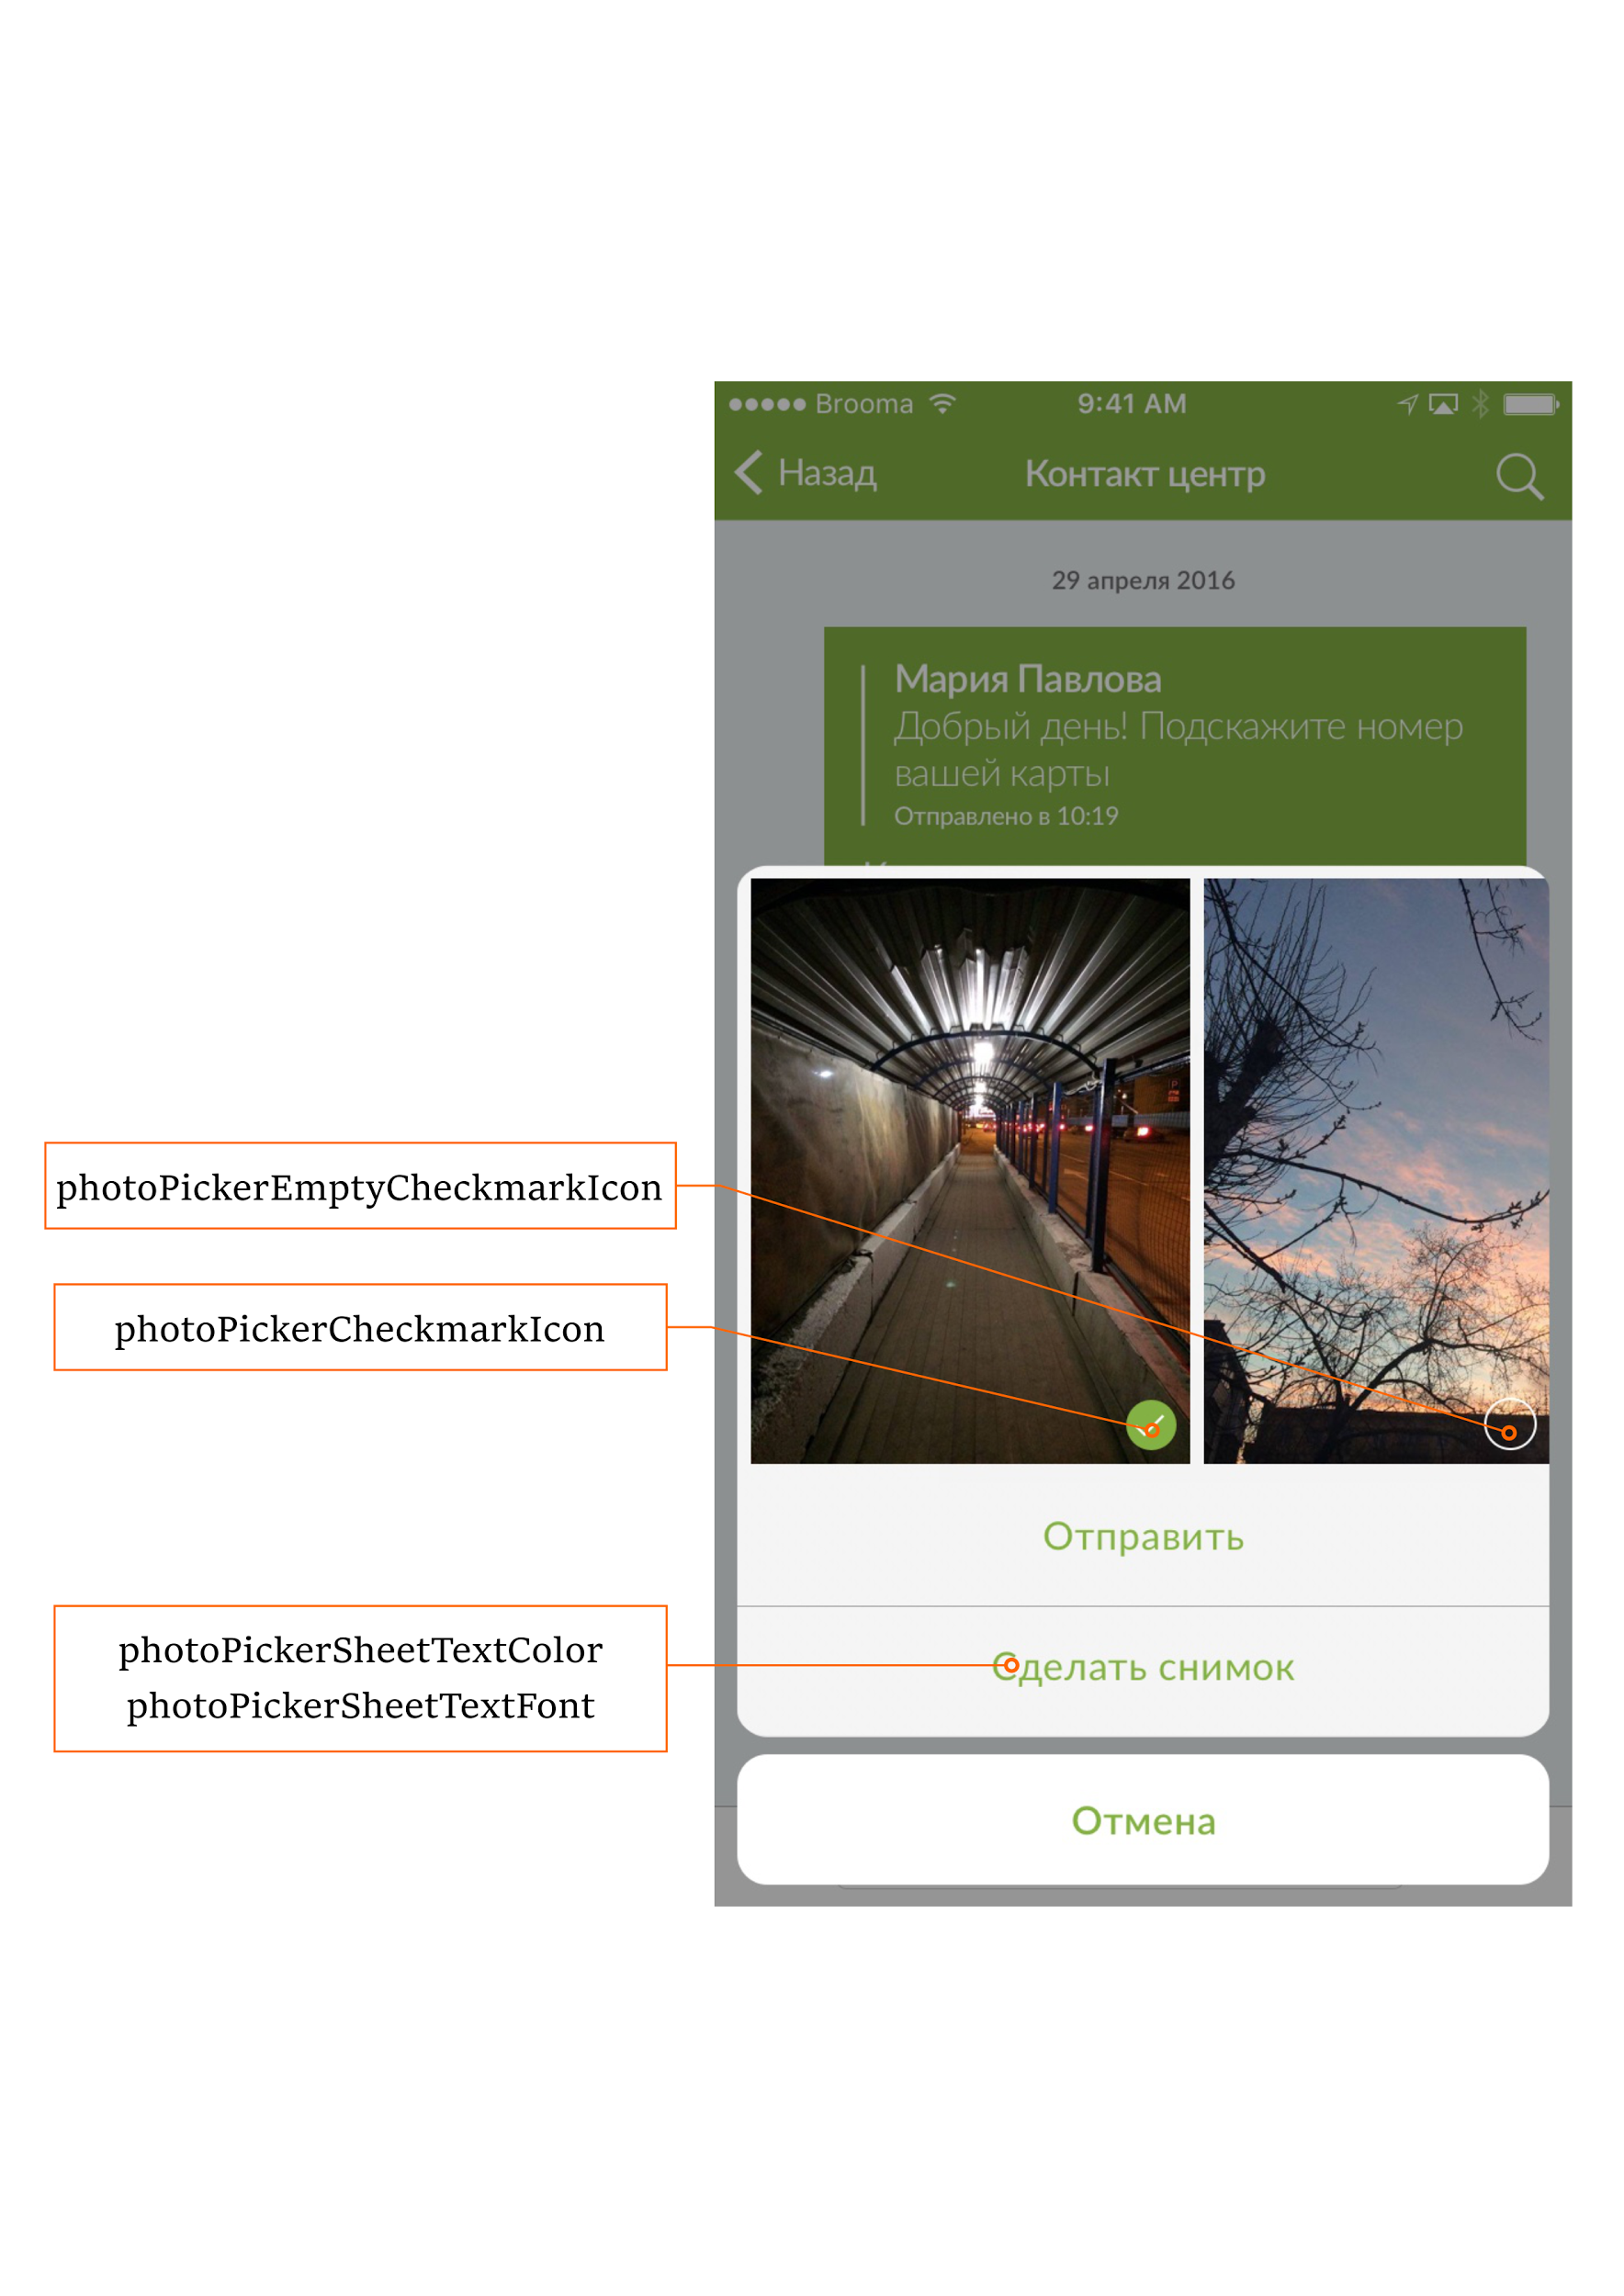 Brooma
9:41 AM
Назад
Контакт центр
29 апреля 2016
Мария Павлова
Добрый день! Подскажите номер
вашей карты
Отправлено в 10:19
photoPickerEmptyCheckmarkIcon
photoPickerCheckmarkIcon
Отправить
photoPickerSheetTextColor
photoPickerSheetTextFont
Сделать снимок
Отмена